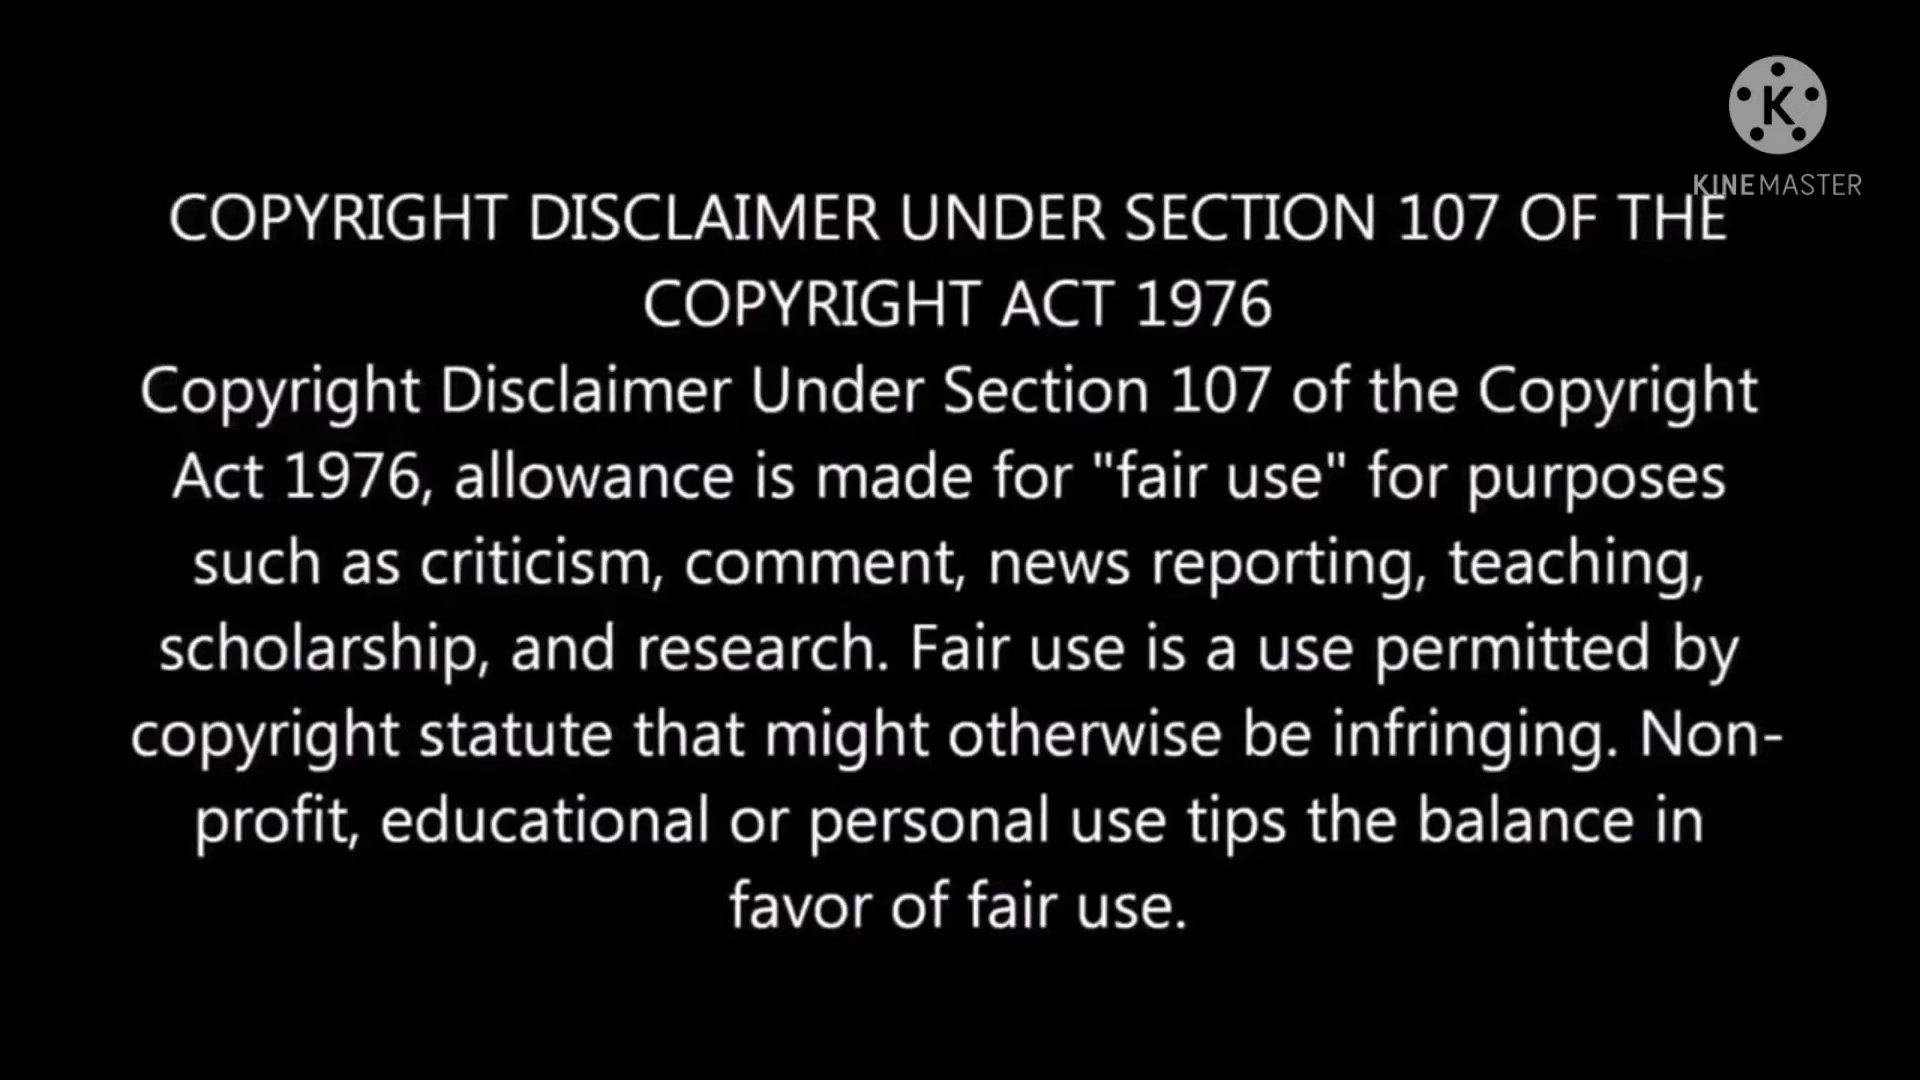 K
KINEMASTER
COPYRIGHT DISCLAIMER UNDER SECTION 107 OF THE
COPYRIGHT ACT 1976
Copyright Disclaimer Under Section 107 of the Copyright
Act 1976, allowance is made for "fair use" for purposes
such as criticism, comment, news reporting, teaching,
scholarship, and research. Fair use is a use permitted by
copyright statute that might otherwise be infringing. Non-
profit, educational or personal use tips the balance in
favor of fair use.